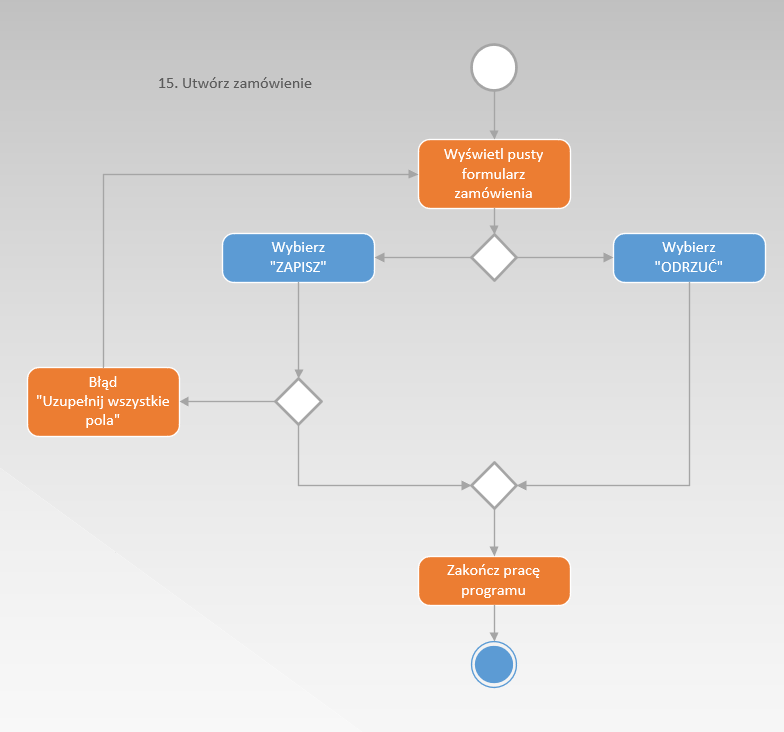 15. Utwórz zamówienie
Wyświetl pusty
formularz
zamówienia
Wybierz
"ZAPISZ"
Wybierz
"ODRZUĆ"
Błąd
"Uzupełnij wszystkie
pola"
Zakończ pracę
programu